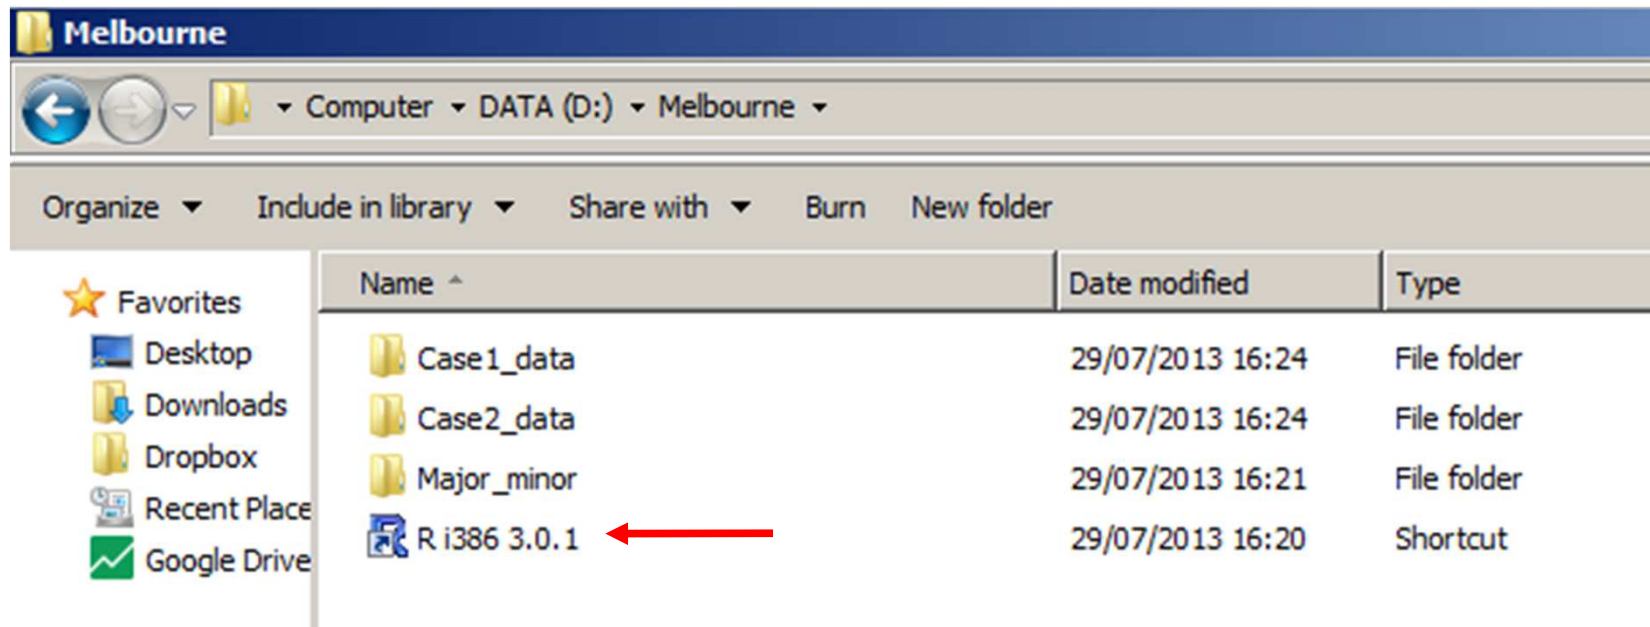 Melbourne
Computer DATA (D:) Melbourne
Organize Include in library Share with Burn New folder
Name Date modified Type
Favorites
Desktop
Downloads
Dropbox
Recent Place
Google Drive
Case1_data 29/07/2013 16:24 File folder
Case2_data 29/07/2013 16:24 File folder
Major_minor 29/07/2013 16:21 File folder
R i386 3.0.1 29/07/2013 16:20 Shortcut